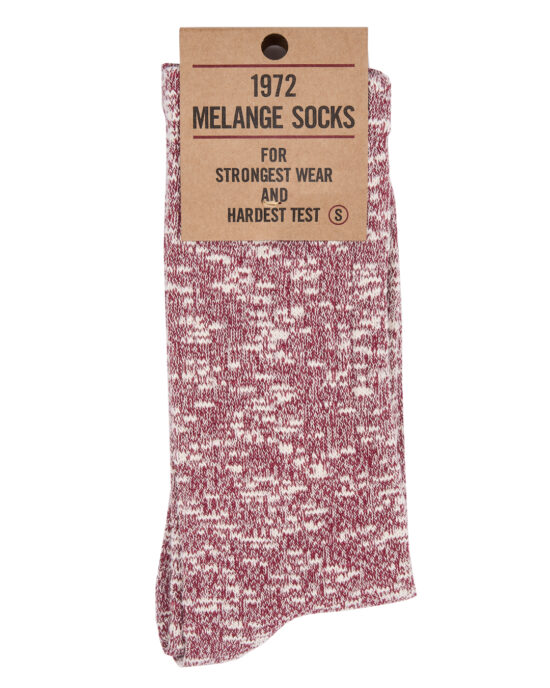 1972
MELANGE SOCKS
FOR
STRONGEST WEAR
AND
HARDEST TEST S